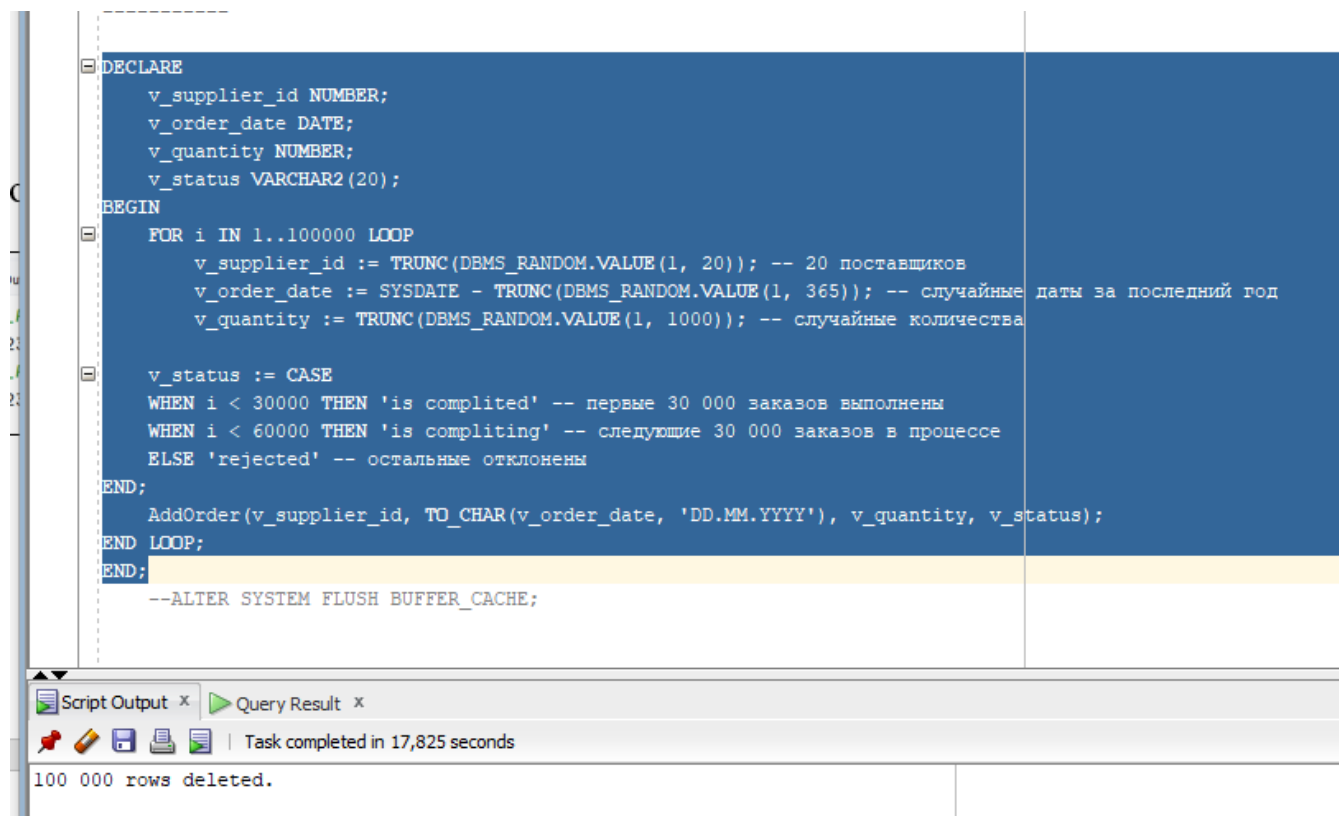 DECLARE
v_supplier_id NUMBER;
v_order_date DATE;
v_quantity NUMBER;
v_status VARCHAR2(20);
BEGIN
FOR i IN 1..100000 LOOP
v_supplier_id := TRUNC(DBMS_RANDOM.VALUE(1, 20)); -- 20 поставщиков
v_order_date := SYSDATE - TRUNC(DBMS_RANDOM.VALUE(1, 365)); -- случайные даты за последний год
v_quantity := TRUNC(DBMS_RANDOM.VALUE(1, 1000)); -- случайные количества
v_status := CASE
WHEN i < 30000 THEN 'is complited' -- первые 30 000 заказов выполнены
WHEN i < 60000 THEN 'is compliting' -- следующие 30 000 заказов в процессе
ELSE 'rejected' -- остальные отклонены
END;
AddOrder(v_supplier_id, TO_CHAR(v_order_date, 'DD.MM.YYYY'), v_quantity, v_status);
END LOOP;
END;
--ALTER SYSTEM FLUSH BUFFER_CACHE;
Script Output x Query Result x
Task completed in 17,825 seconds
100 000 rows deleted.